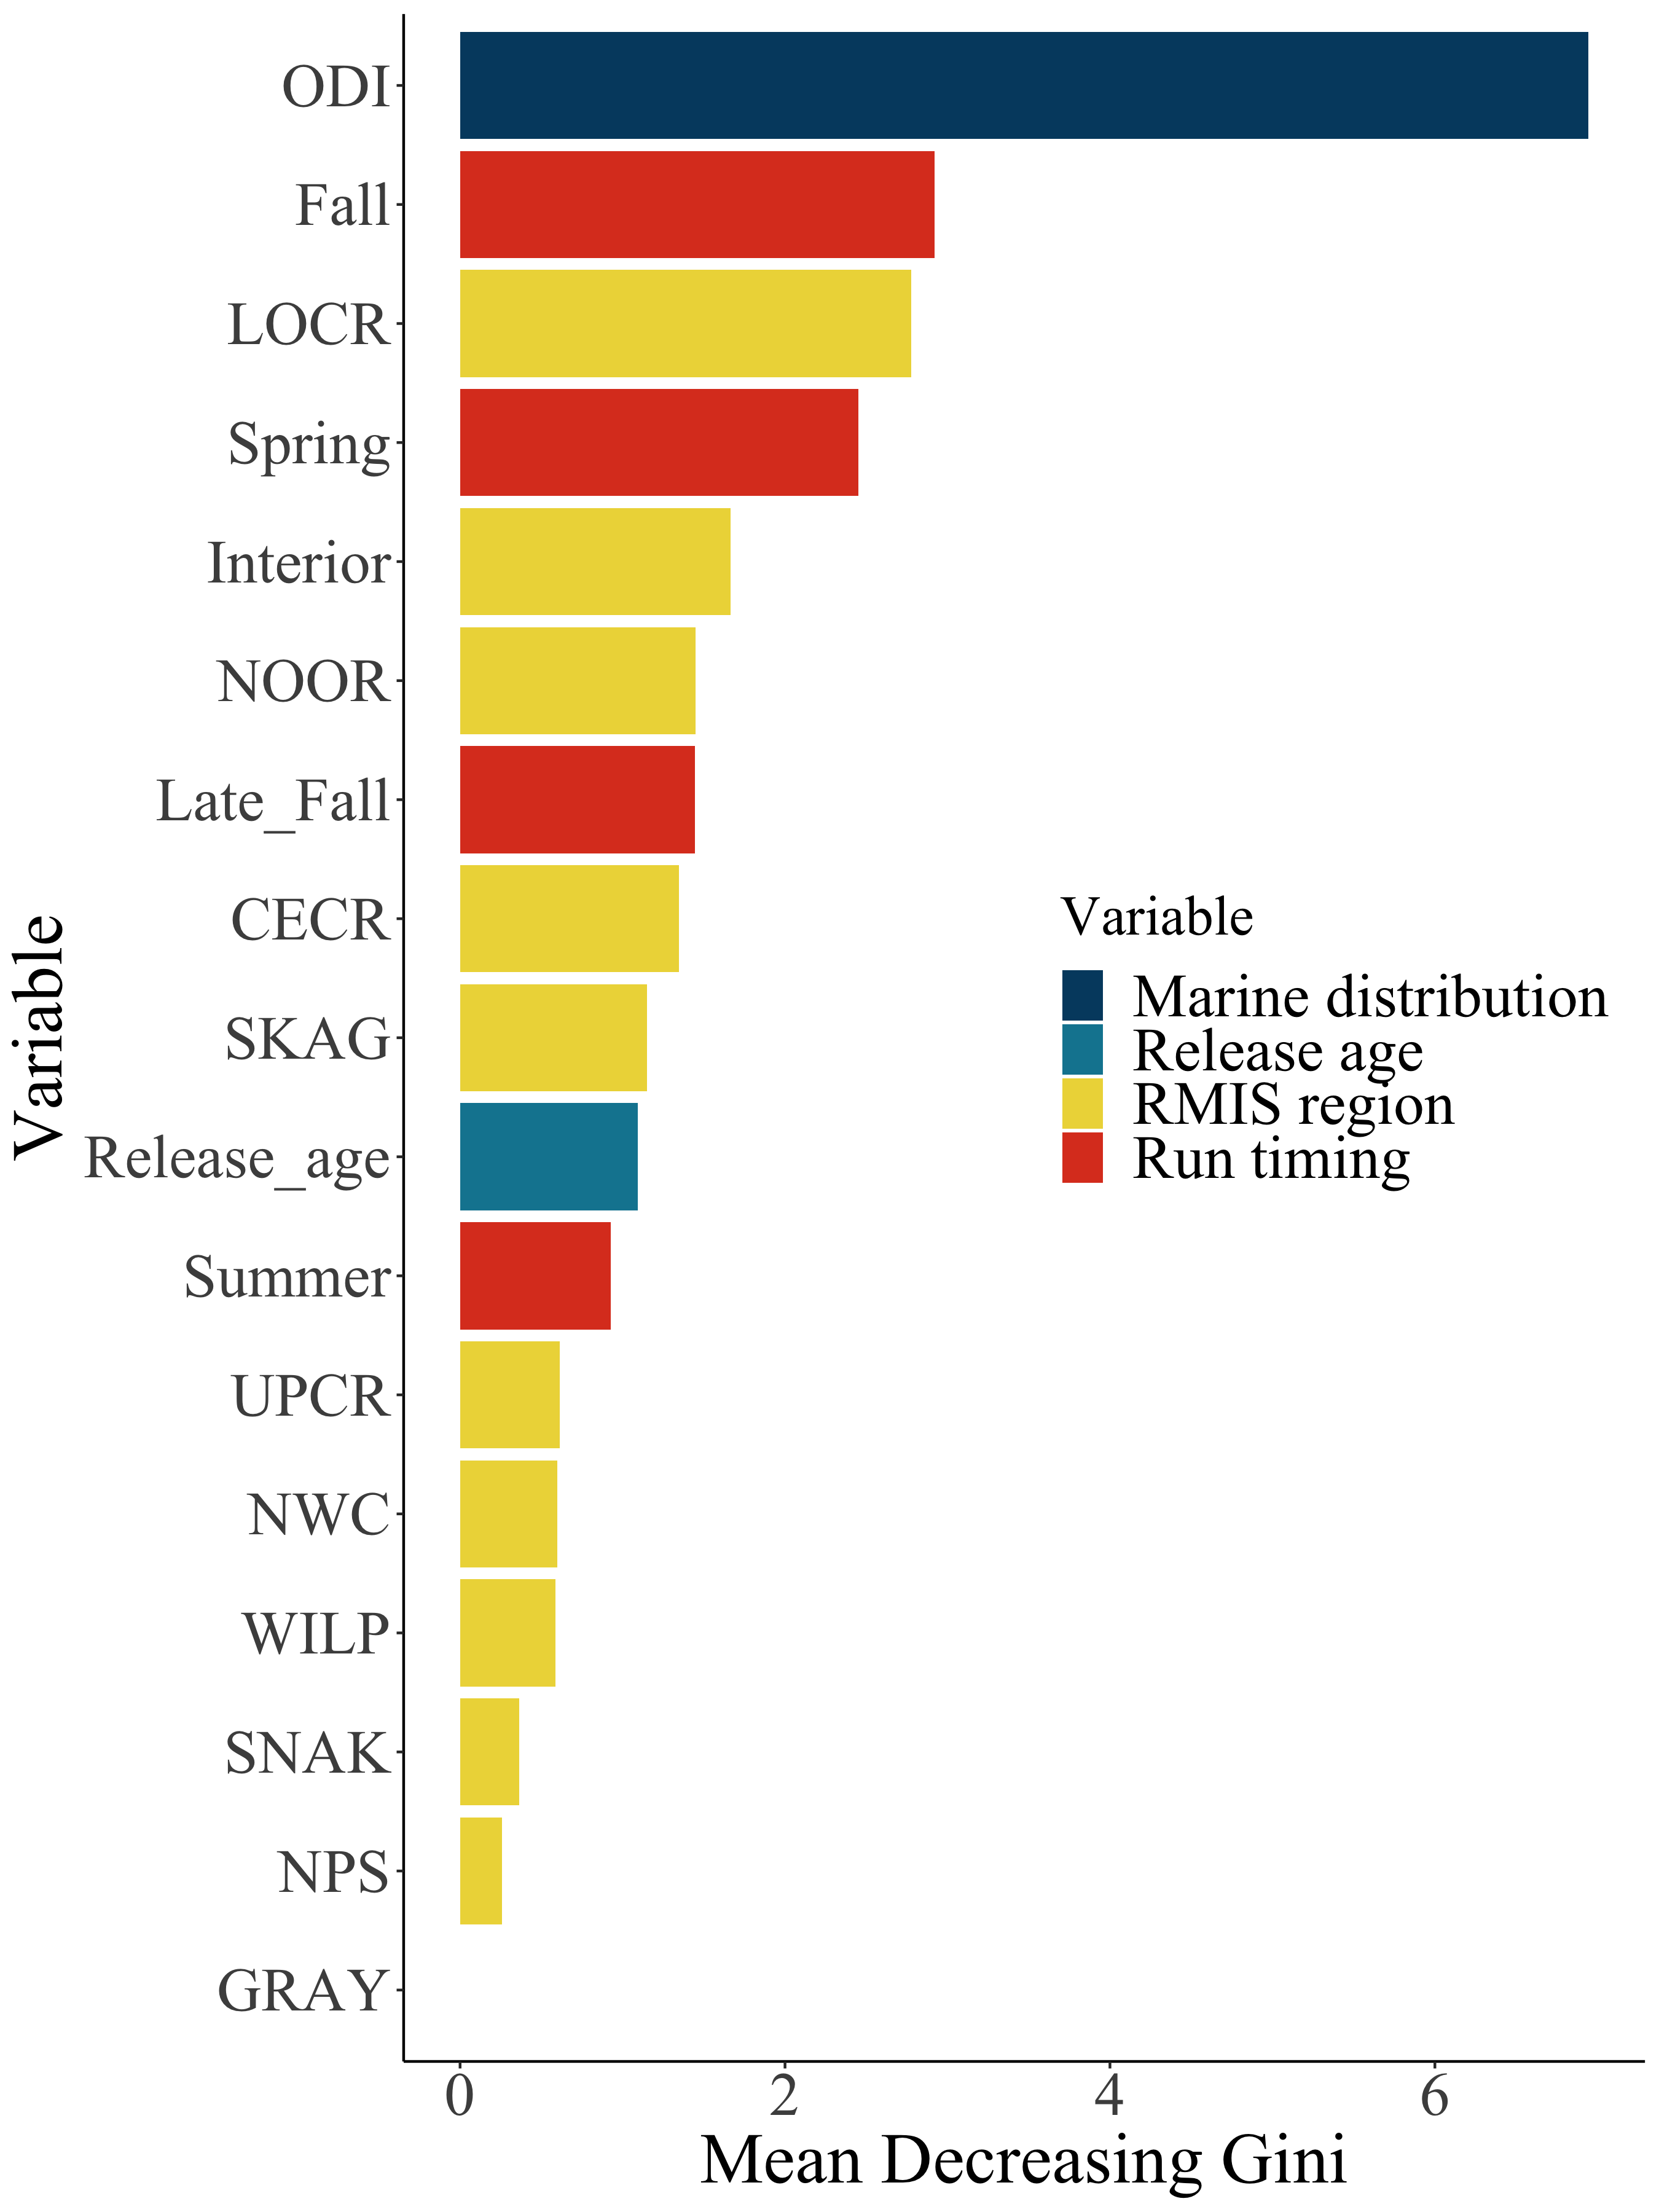 ODI
Fall
LOCR
Spring
Interior
NOOR
Late_Fall
CECR
SKAG
Release_age
Summer
UPCR
NWC
WILP
SNAK
NPS
GRAY
Variable
Variable
Marine distribution
Release age
RMIS region
Run timing
0 2 4 6
Mean Decreasing Gini